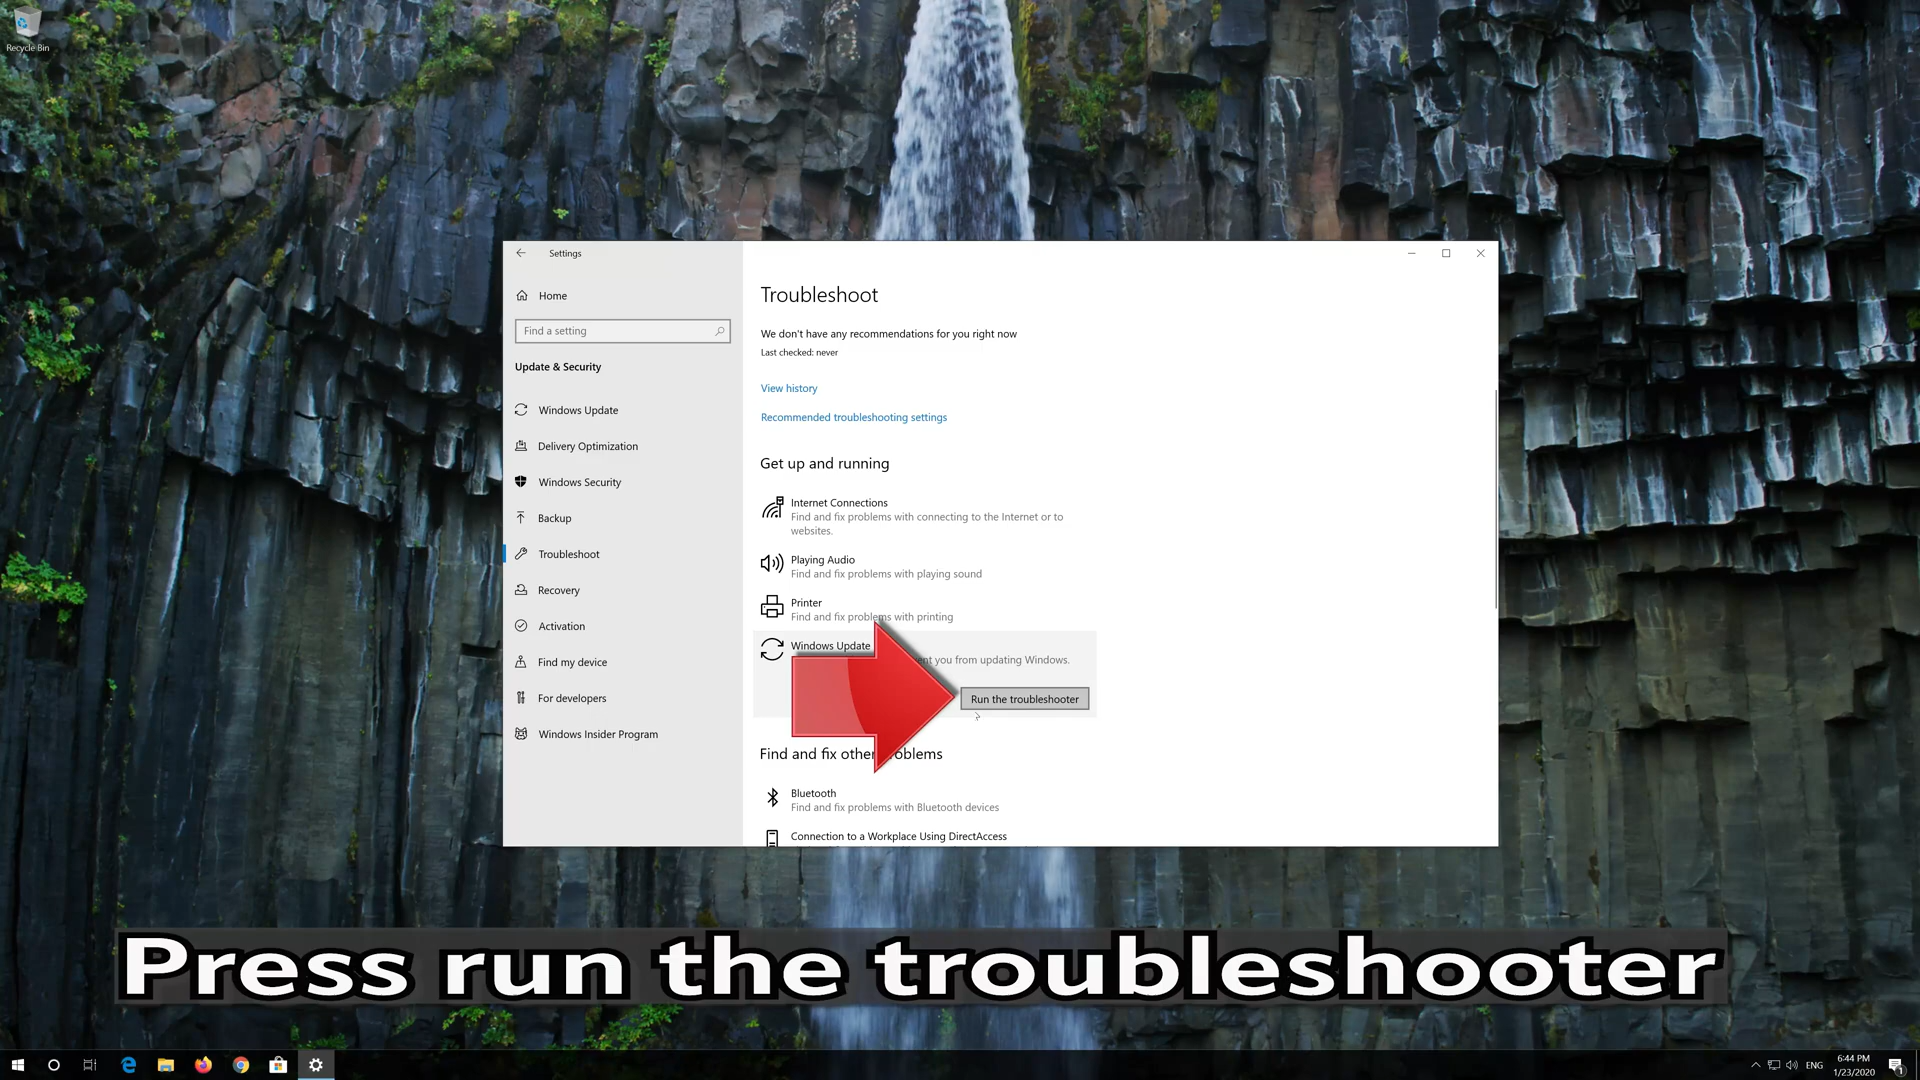 Recycle Bin
Settings
Home
Find a setting
Update & Security
Windows Update
Delivery Optimization
Windows Security
Backup
Troubleshoot
Recovery
Activation
Find my device
For developers
Windows Insider Program
Troubleshoot
We don't have any recommendations for you right now
Last checked: never
View history
Recommended troubleshooting settings
Get up and running
Internet Connections
Find and fix problems with connecting to the Internet or to
websites.
Playing Audio
Find and fix problems with playing sound
Printer
Find and fix problems with printing
Windows Update
you from updating Windows.
Run the troubleshooter
Find and fix other
Bluetooth
Find and fix problems with Bluetooth devices
Connection to a Workplace Using DirectAccess
Press run the troubleshooter
ENG
6:44 PM
1/23/2020
1